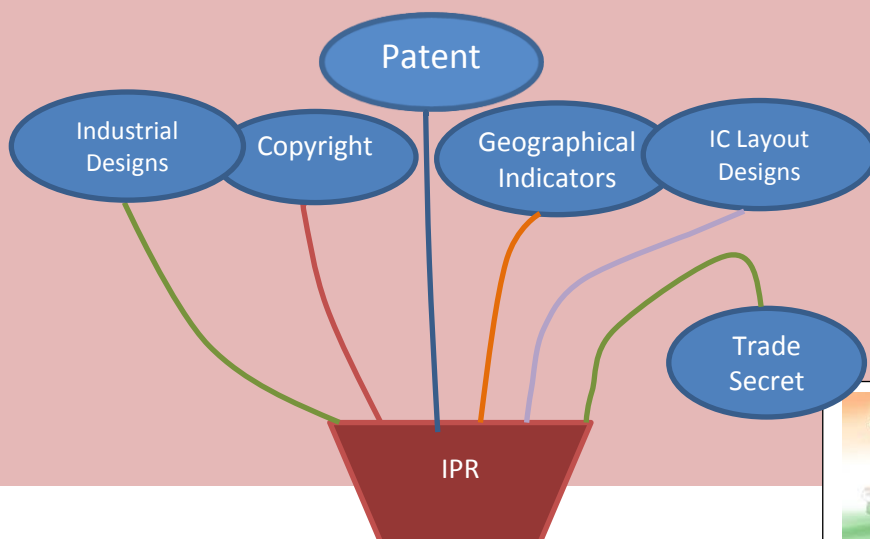 Patent
Industrial
Designs
Copyright
Geographical
Indicators
IC Layout
Designs
Trade
Secret
IPR